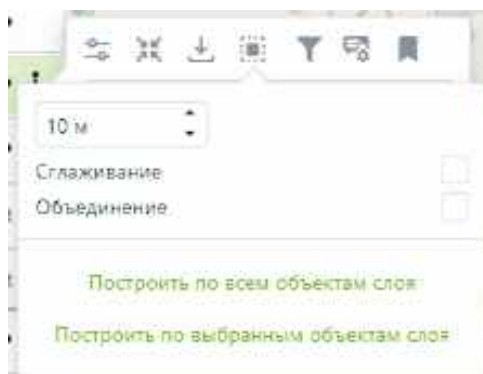 10 м
Сглаживание
Объединение
Построить по всем объектам слоя
Построить по выбранным объектам слоя